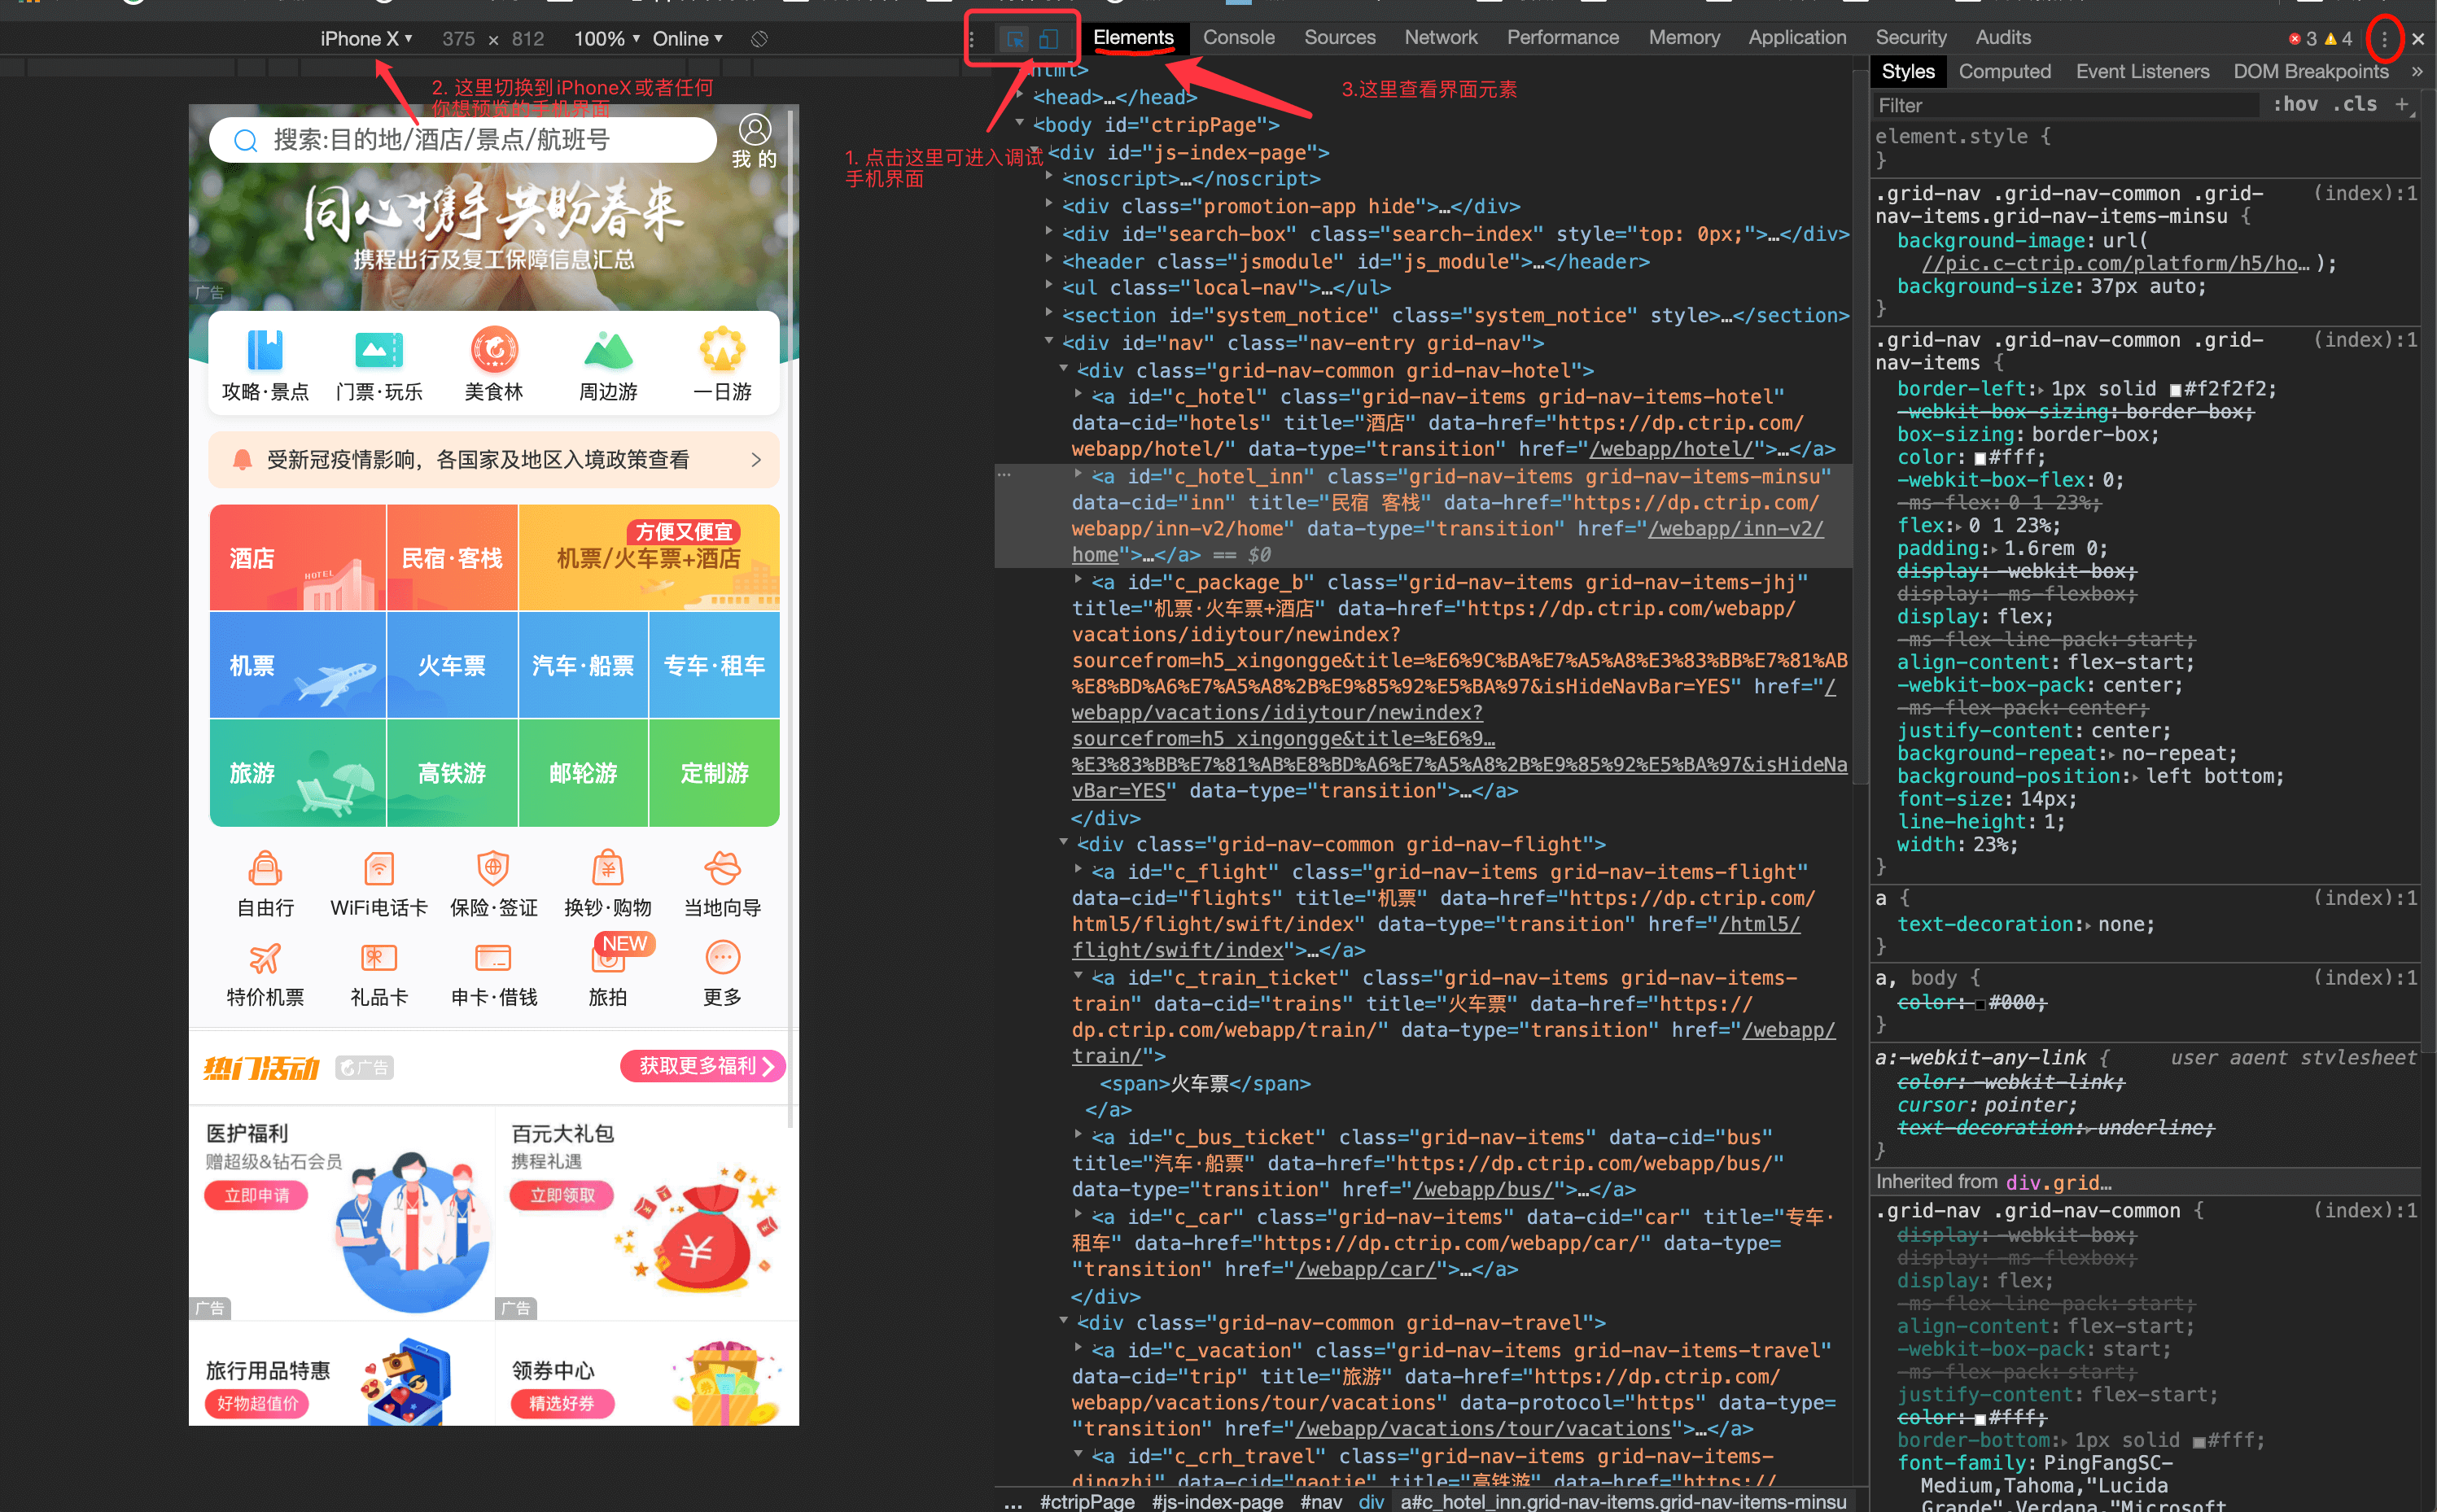 iPhone X 375 × 812 100% Online
Elements Console Sources Network Performance Memory Application Security Audits 3 4
2. 这里切换到iPhoneX或者任何
你想预览的手机界面
1. 点击这里可进入调试
手机界面
3.这里查看界面元素
搜索:目的地/酒店/景点/航班号
我的
同心携手 共盼春来
携程出行及复工保障信息汇总
广告
攻略·景点 门票·玩乐 美食林 周边游 一日游
受新冠疫情影响，各国家及地区入境政策查看
方便又便宜
酒店 HOTEL 民宿·客栈 机票/火车票+酒店
机票 火车票 汽车·船票 专车·租车
旅游 高铁游 邮轮游 定制游
自由行 WiFi电话卡 保险·签证 换钞·购物 当地向导
NEW
特价机票 礼品卡 申卡·借钱 旅拍 更多
热门活动 广告 获取更多福利
医护福利 百元大礼包
赠超级&钻石会员 携程礼遇
立即申请 立即领取
广告 广告
旅行用品特惠 领券中心
好物超值价 精选好券
html>
<head>…</head>
<body id="ctripPage">
<div id="js-index-page">
<noscript>…</noscript>
<div class="promotion-app hide">…</div>
<div id="search-box" class="search-index" style="top: 0px;">…</div>
<header class="jsmodule" id="js_module">…</header>
<ul class="local-nav">…</ul>
<section id="system_notice" class="system_notice" style>…</section>
<div id="nav" class="nav-entry grid-nav">
<div class="grid-nav-common grid-nav-hotel">
<a id="c_hotel" class="grid-nav-items grid-nav-items-hotel"
data-cid="hotels" title="酒店" data-href="https://dp.ctrip.com/
webapp/hotel/" data-type="transition" href="/webapp/hotel/">…</a>
<a id="c_hotel_inn" class="grid-nav-items grid-nav-items-minsu"
data-cid="inn" title="民宿 客栈" data-href="https://dp.ctrip.com/
webapp/inn-v2/home" data-type="transition" href="/webapp/inn-v2/
home">…</a> == $0
<a id="c_package_b" class="grid-nav-items grid-nav-items-jhj"
title="机票·火车票+酒店" data-href="https://dp.ctrip.com/webapp/
vacations/idiytour/newindex?
sourcefrom=h5_xingongge&title=%E6%9C%BA%E7%A5%A8%E3%83%BB%E7%81%AB
%E8%BD%A6%E7%A5%A8%2B%E9%85%92%E5%BA%97&isHideNavBar=YES" href="/
webapp/vacations/idiytour/newindex?
sourcefrom=h5_xingongge&title=%E6%9…
%E3%83%BB%E7%81%AB%E8%BD%A6%E7%A5%A8%2B%E9%85%92%E5%BA%97&isHideNa
vBar=YES" data-type="transition">…</a>
</div>
<div class="grid-nav-common grid-nav-flight">
<a id="c_flight" class="grid-nav-items grid-nav-items-flight"
data-cid="flights" title="机票" data-href="https://dp.ctrip.com/
html5/flight/swift/index" data-type="transition" href="/html5/
flight/swift/index">…</a>
<a id="c_train_ticket" class="grid-nav-items grid-nav-items-
train" data-cid="trains" title="火车票" data-href="https://
dp.ctrip.com/webapp/train/" data-type="transition" href="/webapp/
train/">
<span>火车票</span>
</a>
<a id="c_bus_ticket" class="grid-nav-items" data-cid="bus"
title="汽车·船票" data-href="https://dp.ctrip.com/webapp/bus/"
data-type="transition" href="/webapp/bus/">…</a>
<a id="c_car" class="grid-nav-items" data-cid="car" title="专车·
租车" data-href="https://dp.ctrip.com/webapp/car/" data-type=
"transition" href="/webapp/car/">…</a>
</div>
<div class="grid-nav-common grid-nav-travel">
<a id="c_vacation" class="grid-nav-items grid-nav-items-travel"
data-cid="trip" title="旅游" data-href="https://dp.ctrip.com/
webapp/vacations/tour/vacations" data-protocol="https" data-type=
"transition" href="/webapp/vacations/tour/vacations">…</a>
<a id="c_crh_travel" class="grid-nav-items grid-nav-items-
dingzhi" data-cid="gaotie" title="高铁游" data-href="https://
… #ctripPage #js-index-page #nav div a#c_hotel_inn.grid-nav-items.grid-nav-items-minsu
Styles Computed Event Listeners DOM Breakpoints »
Filter :hov .cls +
element.style {
}
.grid-nav .grid-nav-common .grid- (index):1
nav-items.grid-nav-items-minsu {
background-image: url(
//pic.c-ctrip.com/platform/h5/ho…);
background-size: 37px auto;
}
.grid-nav .grid-nav-common .grid- (index):1
nav-items {
border-left: 1px solid #f2f2f2;
-webkit-box-sizing: border-box;
box-sizing: border-box;
color: #fff;
-webkit-box-flex: 0;
-ms-flex: 0 1 23%;
flex: 0 1 23%;
padding: 1.6rem 0;
display: -webkit-box;
display: -ms-flexbox;
display: flex;
-ms-flex-line-pack: start;
align-content: flex-start;
-webkit-box-pack: center;
-ms-flex-pack: center;
justify-content: center;
background-repeat: no-repeat;
background-position: left bottom;
font-size: 14px;
line-height: 1;
width: 23%;
}
a { (index):1
text-decoration: none;
}
a, body { (index):1
color: #000;
}
a:-webkit-any-link { user agent stylesheet
color: -webkit-link;
cursor: pointer;
text-decoration: underline;
}
Inherited from div.grid…
.grid-nav .grid-nav-common { (index):1
display: -webkit-box;
display: -ms-flexbox;
display: flex;
-ms-flex-line-pack: start;
align-content: flex-start;
-webkit-box-pack: start;
-ms-flex-pack: start;
justify-content: flex-start;
color: #fff;
border-bottom: 1px solid #fff;
font-family: PingFangSC-
Medium,Tahoma,"Lucida
Grande",Verdana,"Microsoft